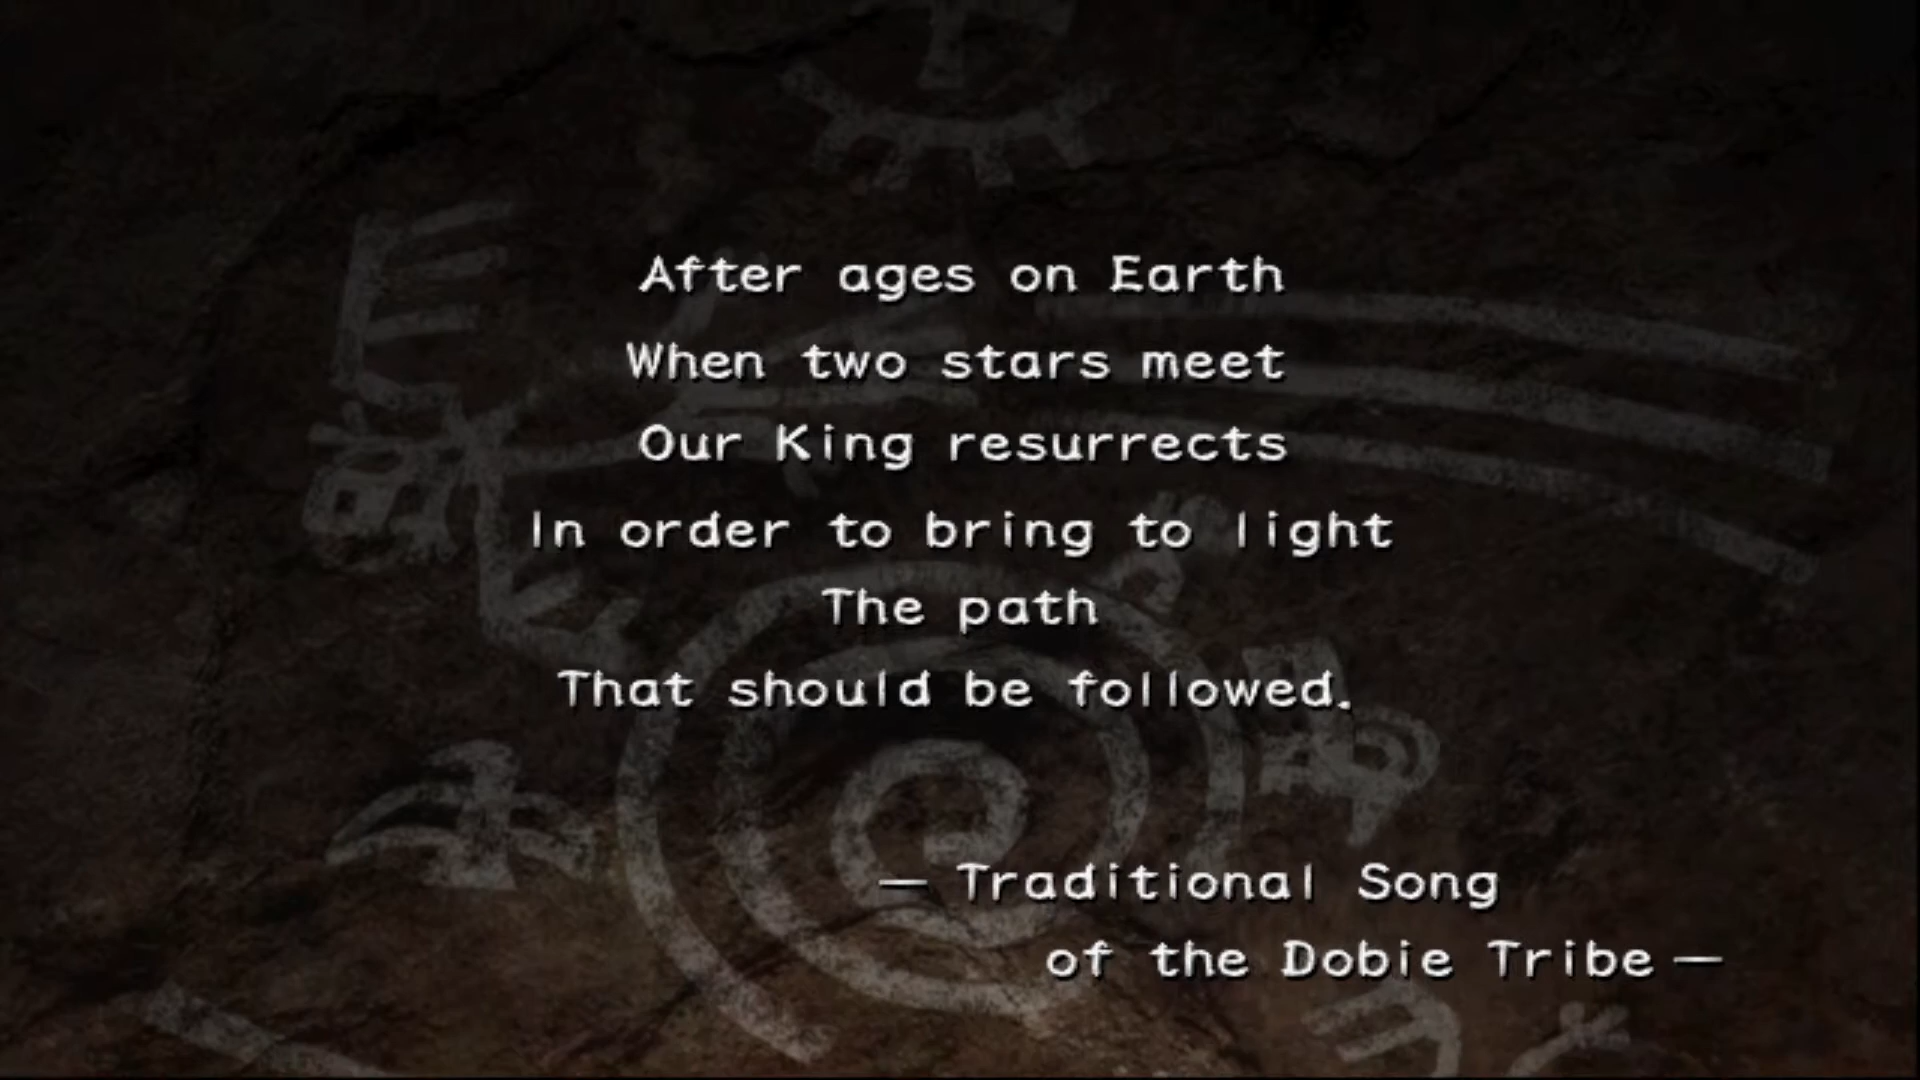 After ages on Earth
When two stars meet
Our King resurrects
In order to bring to light
The path
That should be followed.
— Traditional Song
of the Dobie Tribe —